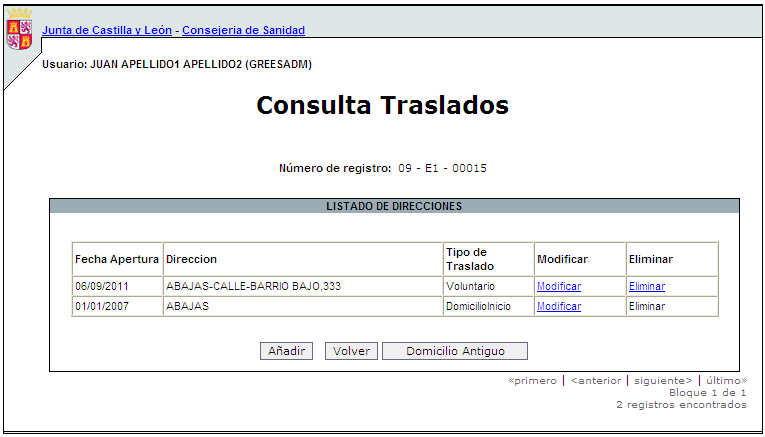 Junta de Castilla y León - Consejeria de Sanidad
Usuario: JUAN APELLIDO1 APELLIDO2 (GREESADM)
Consulta Traslados
Número de registro: 09 - E1 - 00015
LISTADO DE DIRECCIONES
Fecha Apertura Direccion Tipo de Traslado Modificar Eliminar
06/09/2011 ABAJAS-CALLE-BARRIO BAJO,333 Voluntario Modificar Eliminar
01/01/2007 ABAJAS DomicilioInicio Modificar Eliminar
Añadir Volver Domicilio Antiguo
«primero | <anterior | siguiente> | último»
Bloque 1 de 1
2 registros encontrados